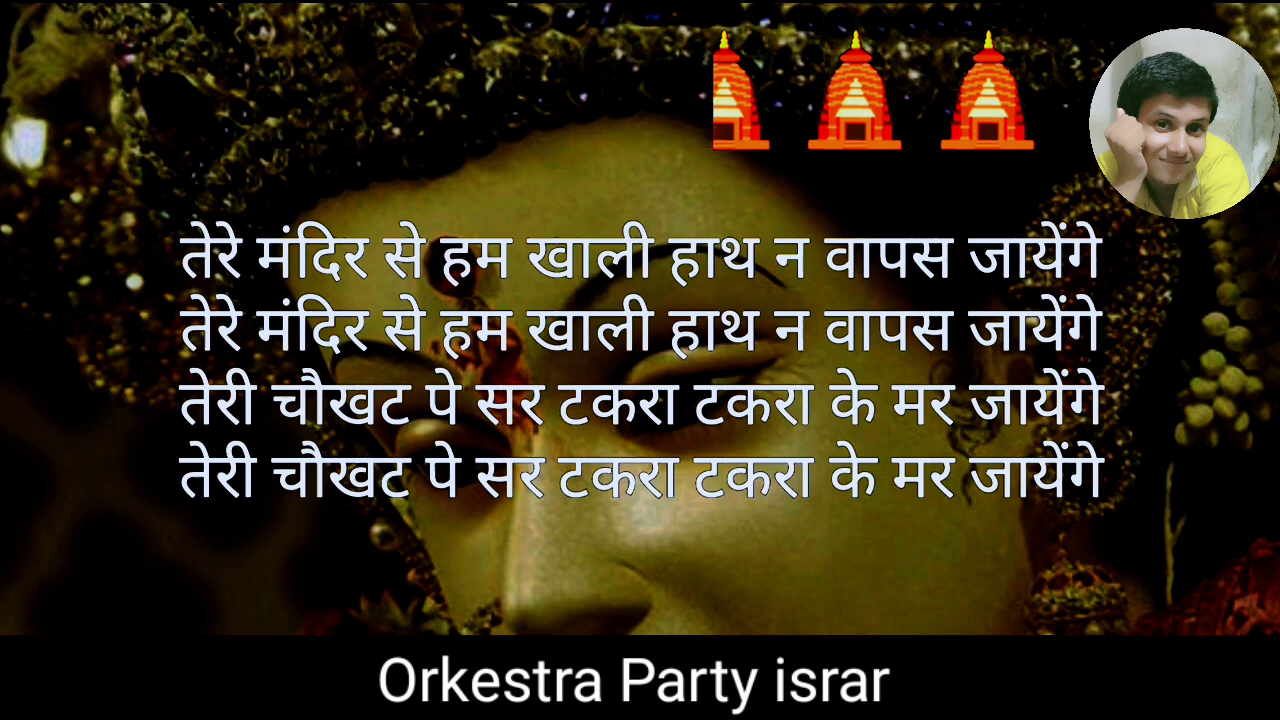 तेरे मंदिर से हम खाली हाथ न वापस जायेंगे
तेरे मंदिर से हम खाली हाथ न वापस जायेंगे
तेरी चौखट पे सर टकरा टकरा के मर जायेंगे
तेरी चौखट पे सर टकरा टकरा के मर जायेंगे
Orkestra Party israr